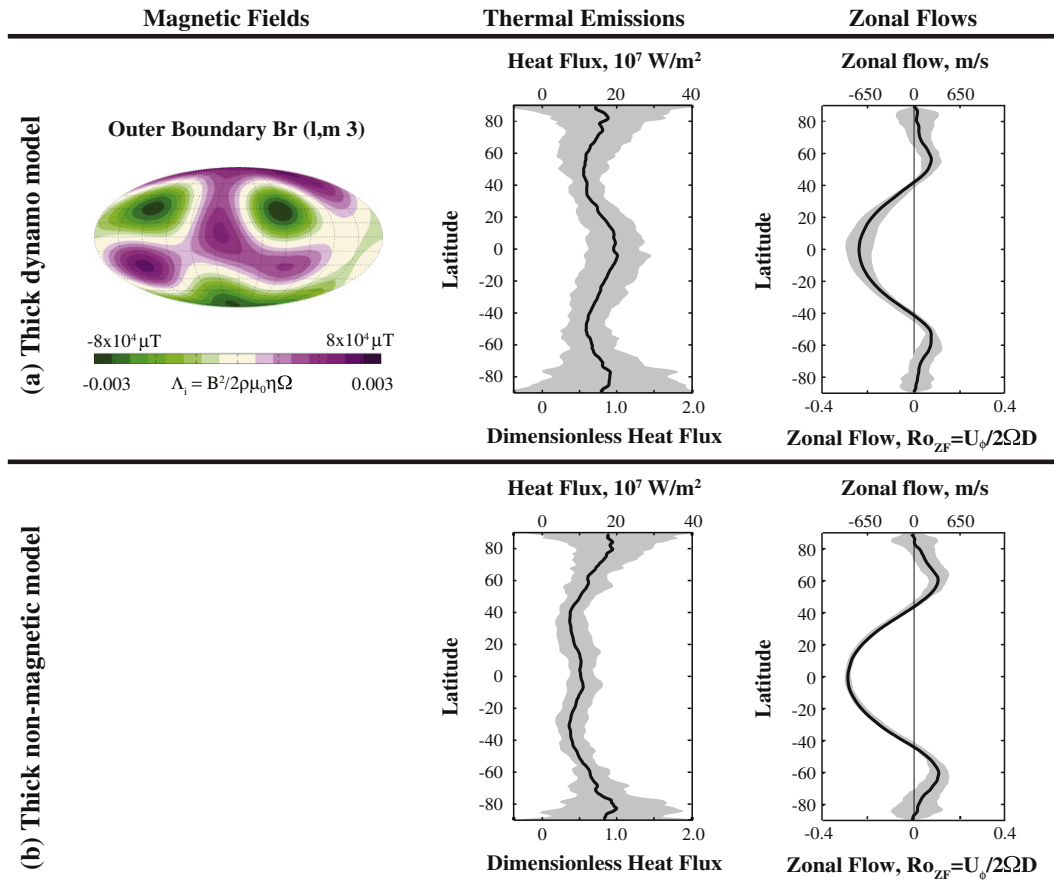 Magnetic Fields
Thermal Emissions
Zonal Flows
(a) Thick dynamo model
Outer Boundary Br (l,m 3)
-8x10⁴ μT
8x10⁴ μT
-0.003
Λᵢ = B²/2ρμ₀ηΩ
0.003
Heat Flux, 10⁷ W/m²
0 20 40
Latitude
80
60
40
20
0
-20
-40
-60
-80
0 1.0 2.0
Dimensionless Heat Flux
Zonal flow, m/s
-650 0 650
Latitude
80
60
40
20
0
-20
-40
-60
-80
-0.4 0 0.4
Zonal Flow, Ro_ZF=U_ϕ/2ΩD
(b) Thick non-magnetic model
Heat Flux, 10⁷ W/m²
0 20 40
Latitude
80
60
40
20
0
-20
-40
-60
-80
0 1.0 2.0
Dimensionless Heat Flux
Zonal flow, m/s
-650 0 650
Latitude
80
60
40
20
0
-20
-40
-60
-80
-0.4 0 0.4
Zonal Flow, Ro_ZF=U_ϕ/2ΩD